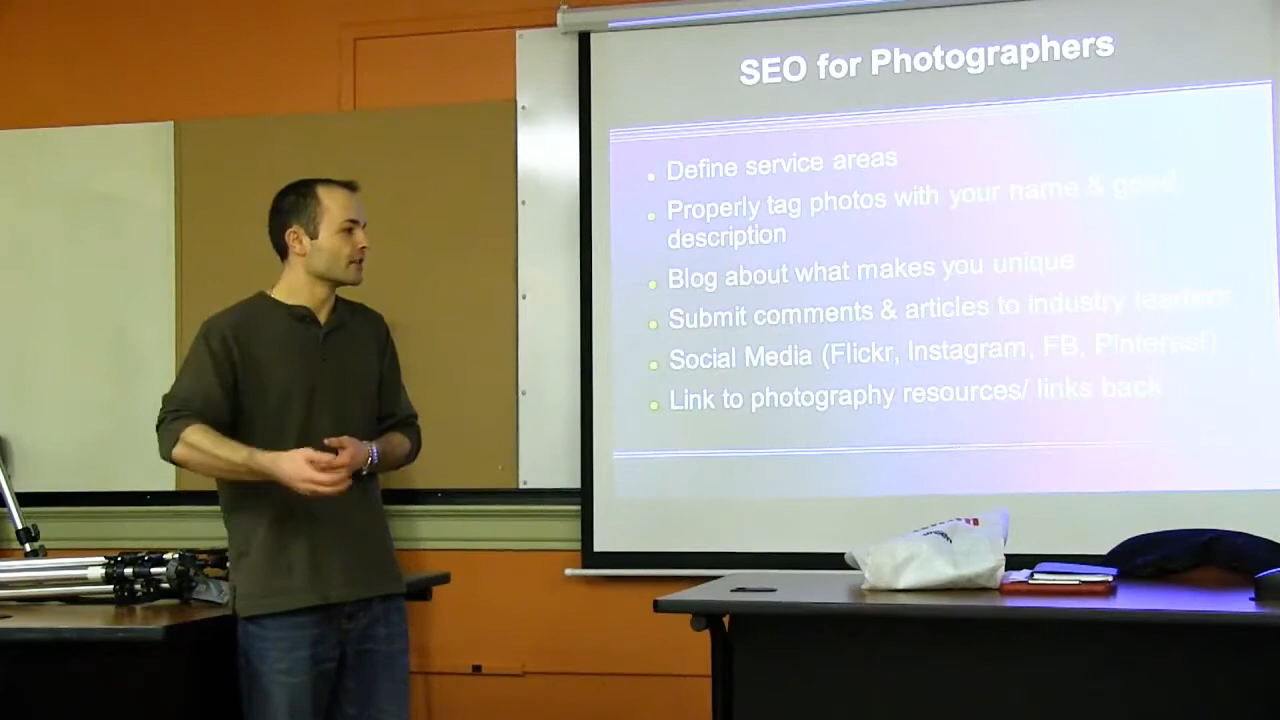 SEO for Photographers
Define service areas
Properly tag photos with your name & good
description
Blog about what makes you unique
Submit comments & articles to industry leaders
Social Media (Flickr, Instagram, FB, PInterest)
Link to photography resources/ links back